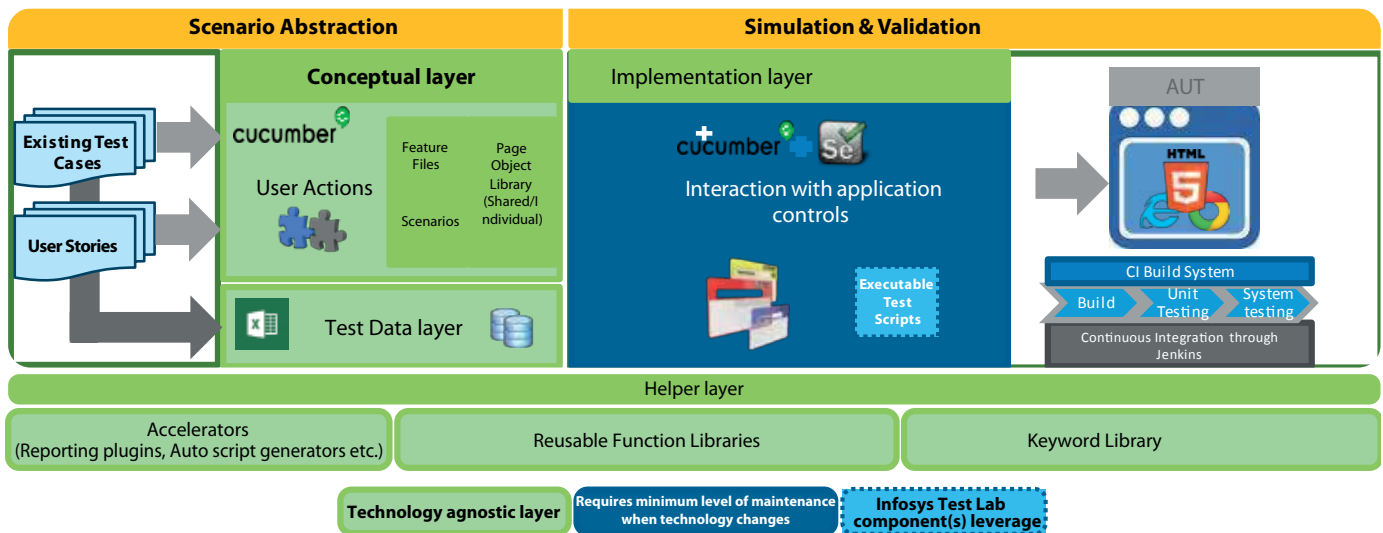 Scenario Abstraction
Simulation & Validation
Conceptual layer
Implementation layer
AUT
Existing Test
Cases
User Stories
cucumber
User Actions
Feature
Files
Scenarios
Page
Object
Library
(Shared/I
ndividual)
Test Data layer
cucumber
Se
Interaction with application
controls
Executable
Test
Scripts
HTML
5
CI Build System
Build
Unit
Testing
System
testing
Continuous Integration through
Jenkins
Helper layer
Accelerators
(Reporting plugins, Auto script generators etc.)
Reusable Function Libraries
Keyword Library
Technology agnostic layer
Requires minimum level of maintenance
when technology changes
Infosys Test Lab
component(s) leverage